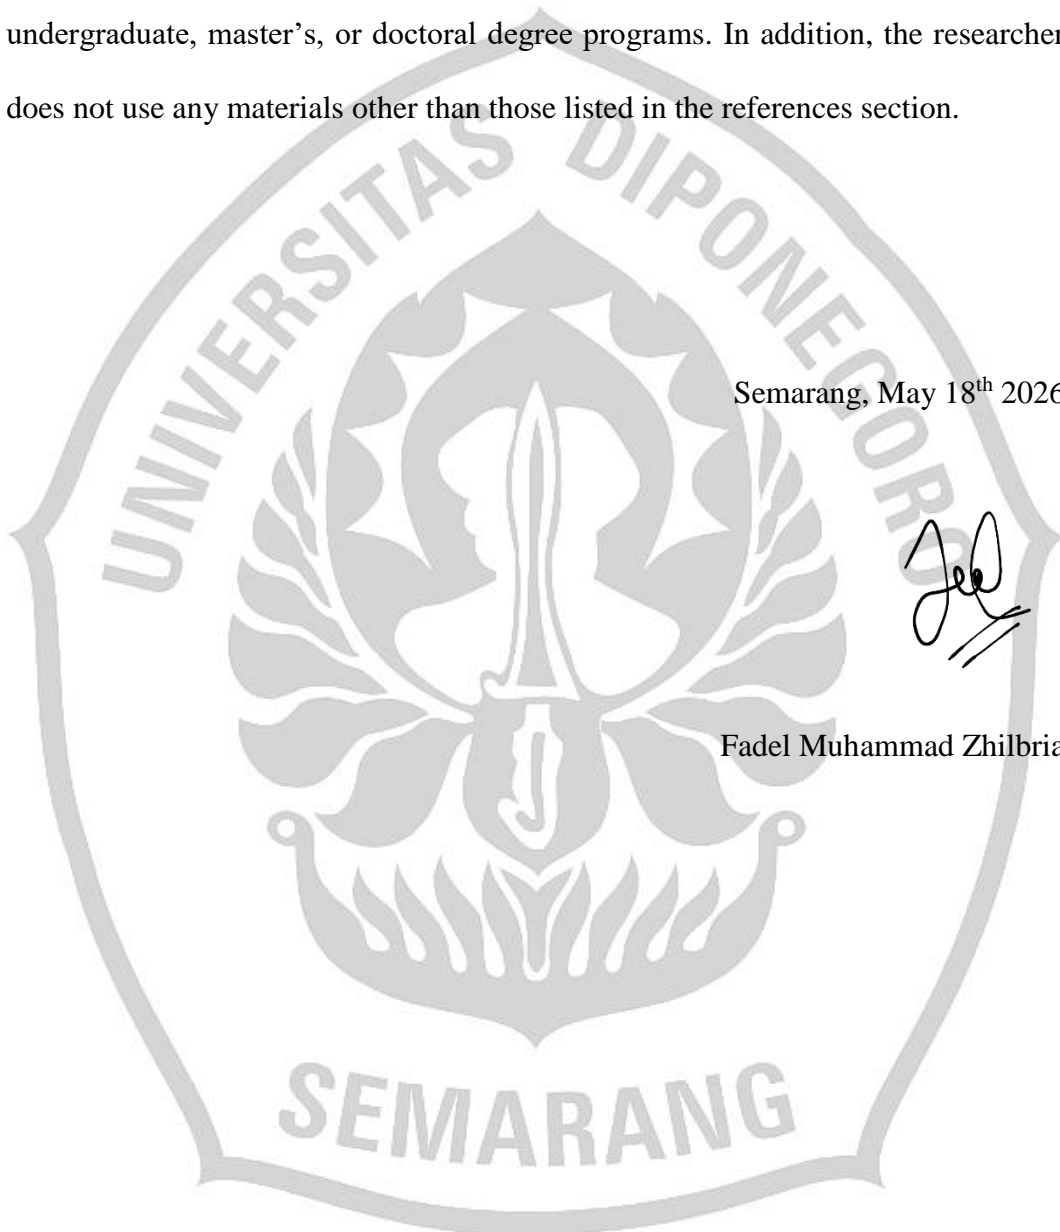 undergraduate, master’s, or doctoral degree programs. In addition, the researcher
does not use any materials other than those listed in the references section.
UNIVERSITAS DIPONEGORO
Semarang, May 18th 2026
Fadel Muhammad Zhilbria
SEMARANG